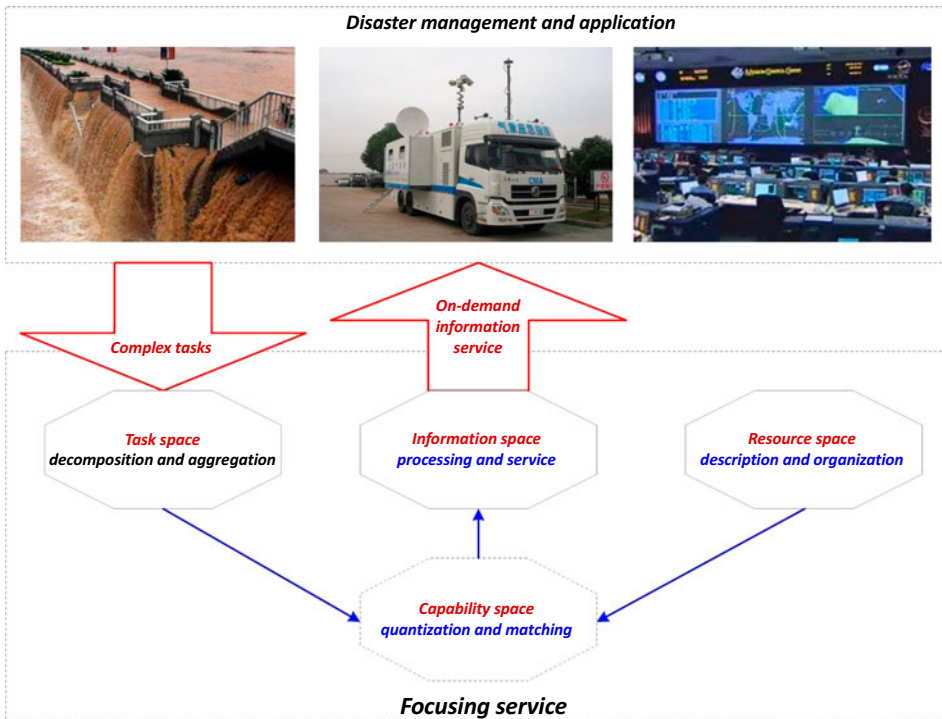 Disaster management and application
CMA
Complex tasks
On-demand
information
service
Task space
decomposition and aggregation
Information space
processing and service
Resource space
description and organization
Capability space
quantization and matching
Focusing service